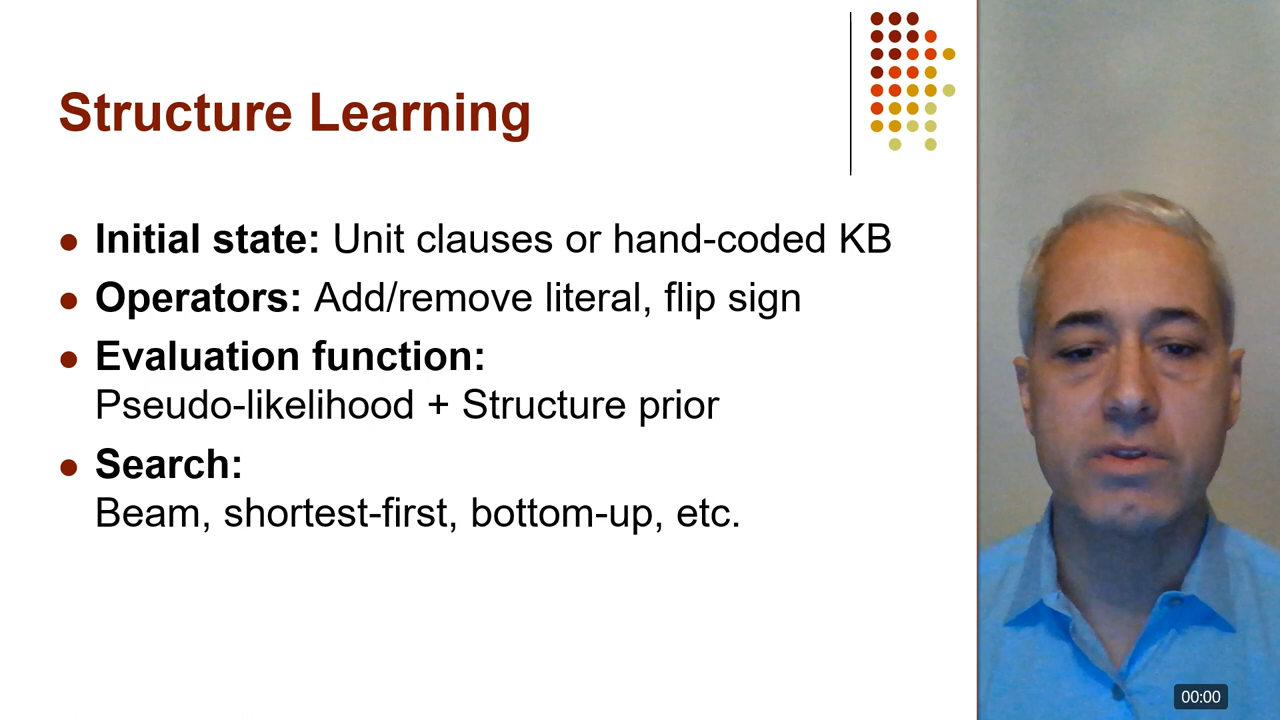 Structure Learning
Initial state: Unit clauses or hand-coded KB
Operators: Add/remove literal, flip sign
Evaluation function:
Pseudo-likelihood + Structure prior
Search:
Beam, shortest-first, bottom-up, etc.
00:00